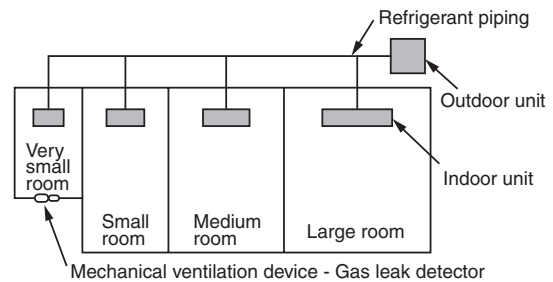 Refrigerant piping
Outdoor unit
Very
small
room
Indoor unit
Small
room
Medium
room
Large room
Mechanical ventilation device - Gas leak detector